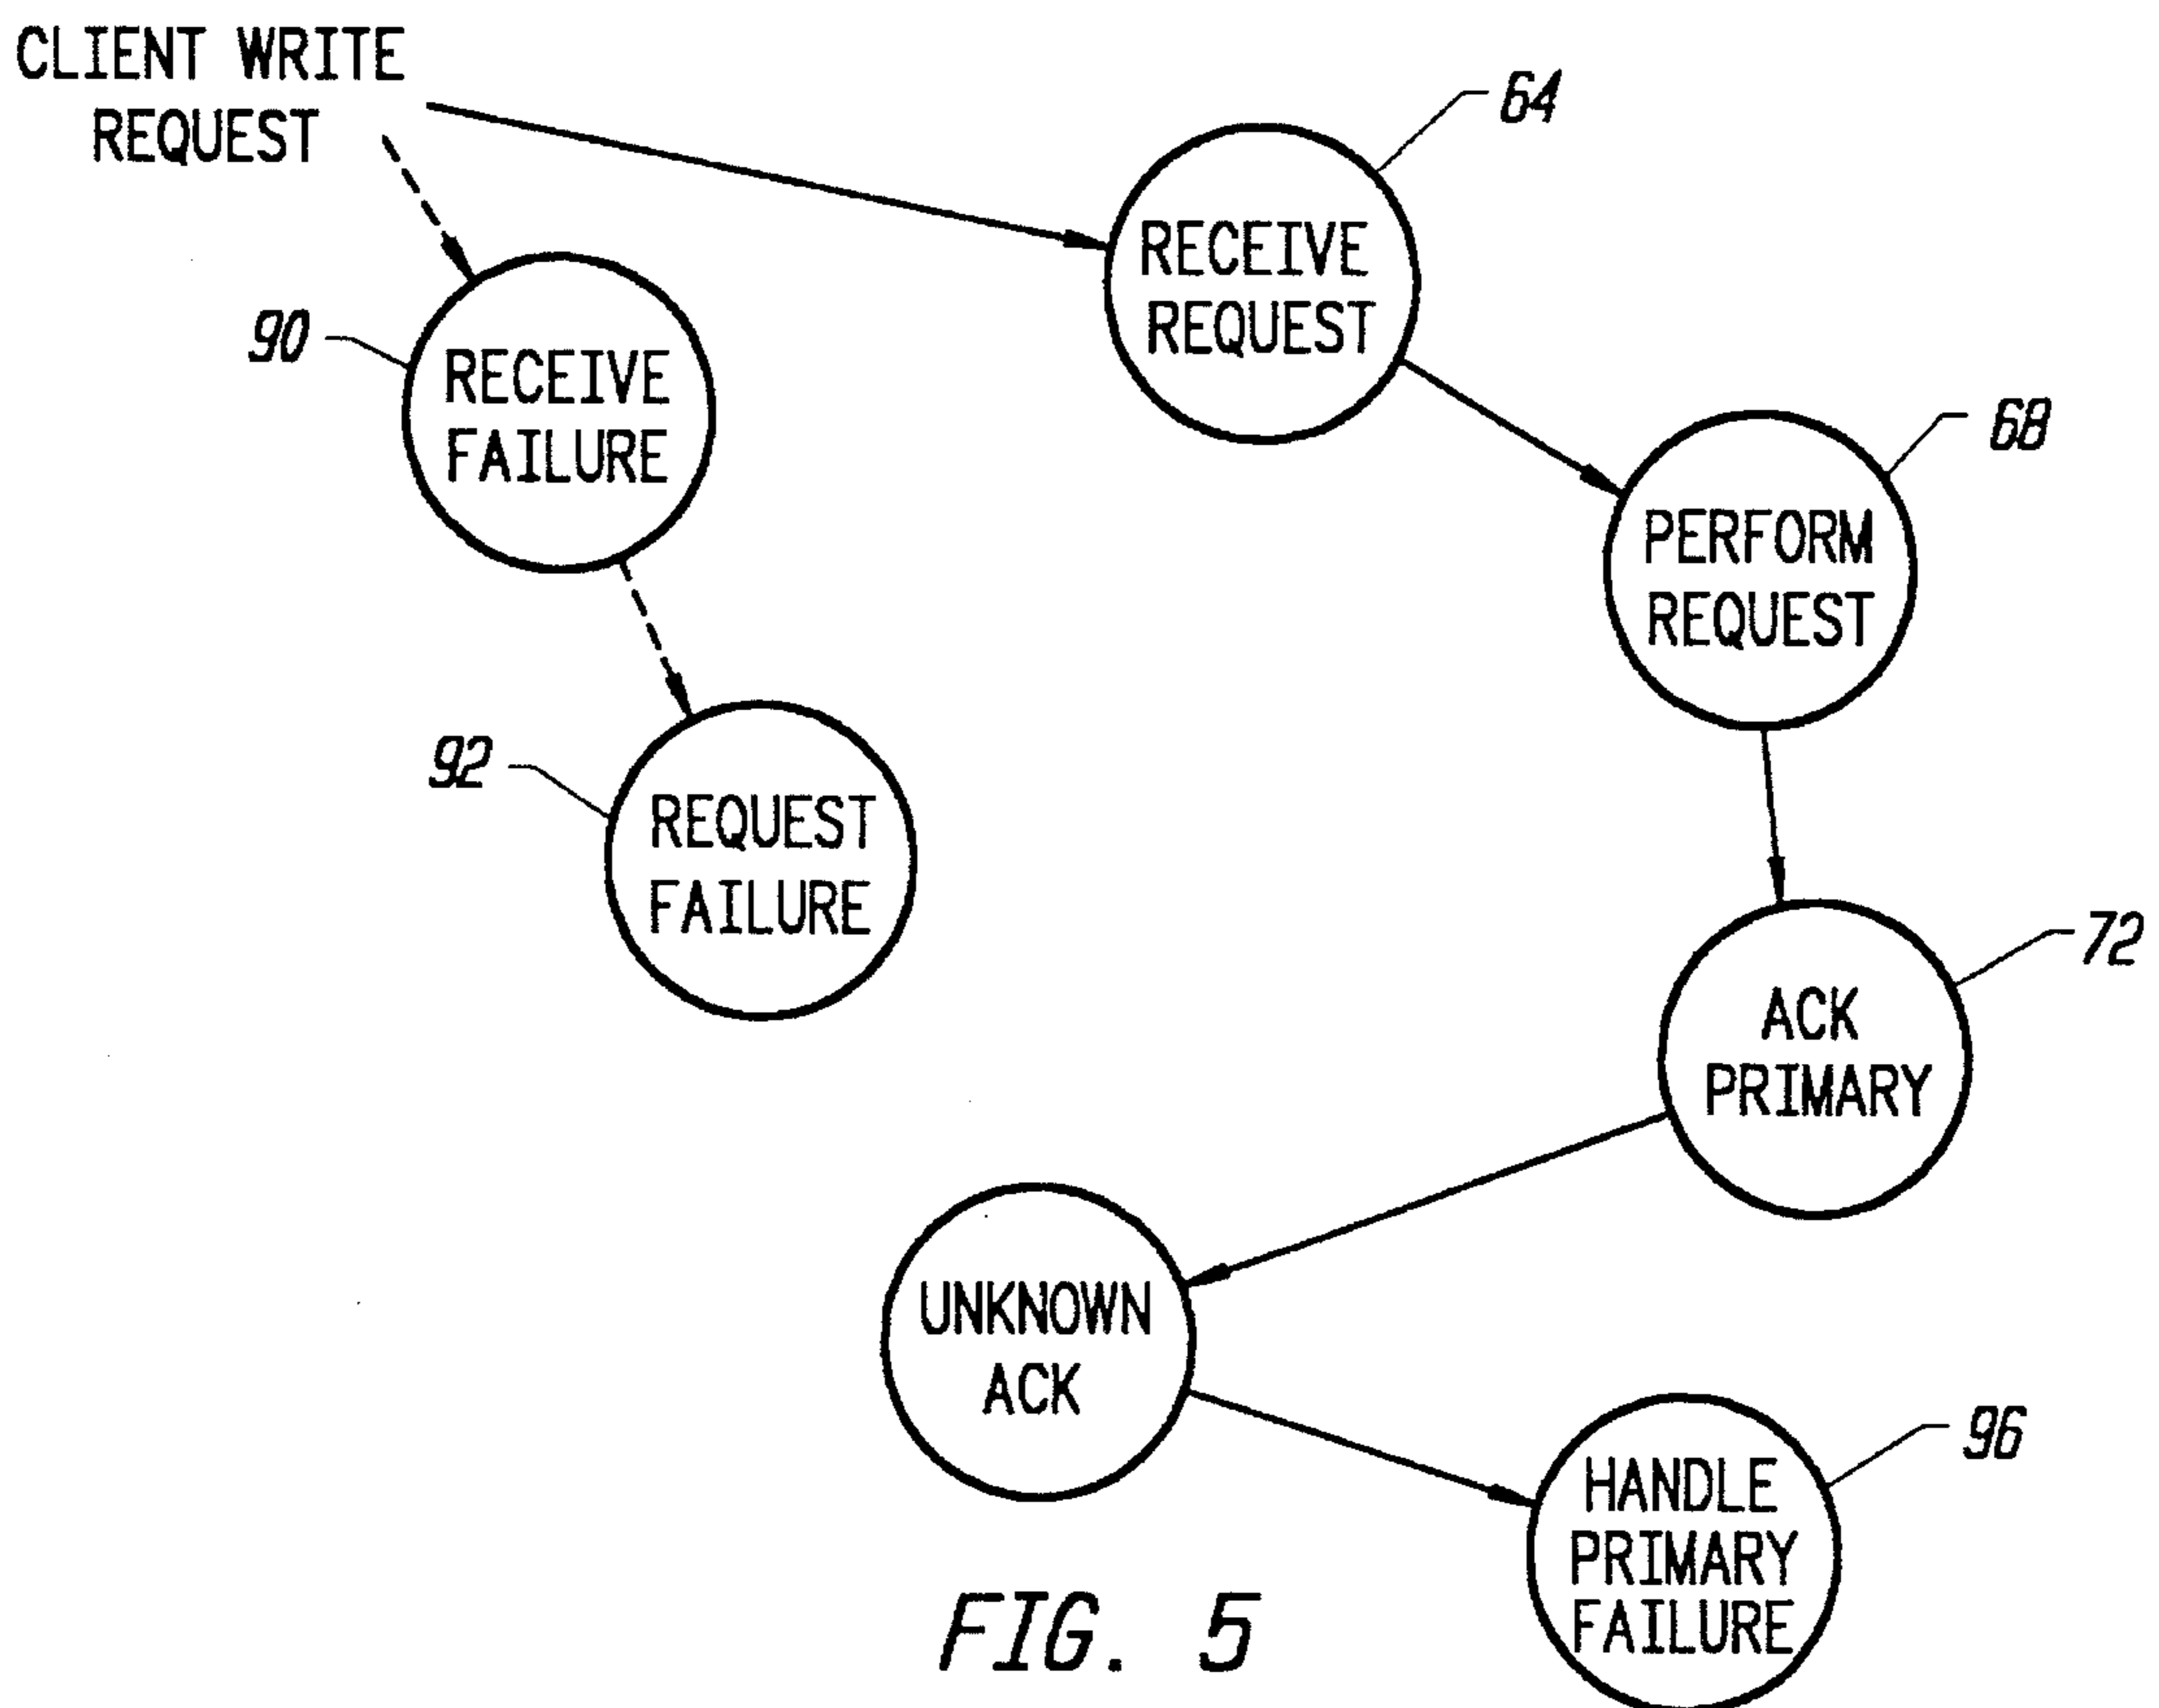 CLIENT WRITE
REQUEST
64
RECEIVE
REQUEST
90
RECEIVE
FAILURE
68
PERFORM
REQUEST
92
REQUEST
FAILURE
72
ACK
PRIMARY
UNKNOWN
ACK
96
HANDLE
PRIMARY
FAILURE
FIG. 5